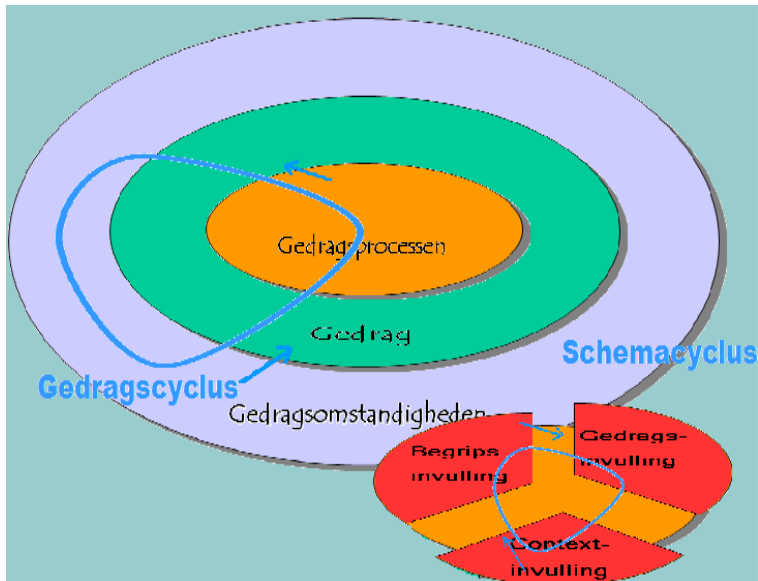 Gedragsprocessen
Gedrag
Schemacyclus
Gedragscyclus
Gedragsomstandigheden
Begrips
invulling
Gedrags-
invulling
Context-
invulling